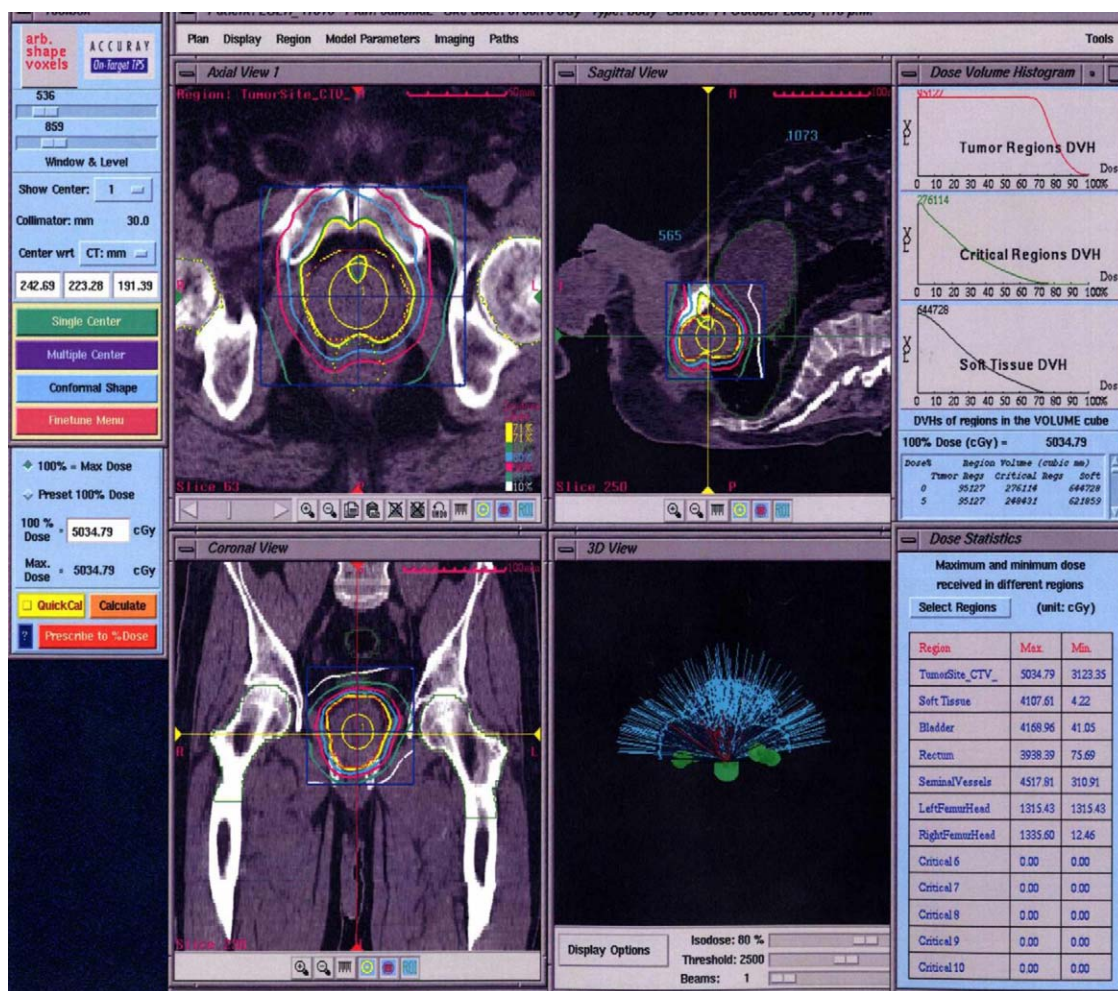 arb.
shape
voxels
ACCURAY
On-Target TPS
536
859
Window & Level
Show Center: 1
Collimator: mm 30.0
Center wrt CT: mm
242.69 223.28 191.39
Single Center
Multiple Center
Conformal Shape
Finetune Menu
100% = Max Dose
Preset 100% Dose
100 %
Dose = 5034.79 cGy
Max.
Dose = 5034.79 cGy
QuickCal Calculate
? Prescribe to %Dose
Plan Display Region Model Parameters Imaging Paths Tools
Axial View 1
Region: TumorSite_CTV_
A
L
71%
71%
80%
10%
Slice 63
P
UNDO
ROI
Sagittal View
A
1073
565
Slice 250
P
ROI
Coronal View
R
L
ROI
3D View
Display Options
Isodose: 80 %
Threshold: 2500
Beams: 1
Dose Volume Histogram
95127
Tumor Regions DVH
Dos
0 10 20 30 40 50 60 70 80 90 100%
276114
Critical Regions DVH
Dos
0 10 20 30 40 50 60 70 80 90 100%
644728
Soft Tissue DVH
Dos
0 10 20 30 40 50 60 70 80 90 100%
DVHs of regions in the VOLUME cube
100% Dose (cGy) = 5034.79
Dose% Region Volume (cubic mm)
Tumor Regs Critical Regs Soft
0 95127 276114 644728
5 95127 248431 621859
Dose Statistics
Maximum and minimum dose
received in different regions
Select Regions (unit: cGy)
Region Max. Min.
TumorSite_CTV_ 5034.79 3123.35
Soft Tissue 4107.61 4.22
Bladder 4168.96 41.05
Rectum 3938.39 75.69
SeminalVessels 4517.81 310.91
LeftFemurHead 1315.43 1315.43
RightFemurHead 1335.60 12.46
Critical 6 0.00 0.00
Critical 7 0.00 0.00
Critical 8 0.00 0.00
Critical 9 0.00 0.00
Critical 10 0.00 0.00